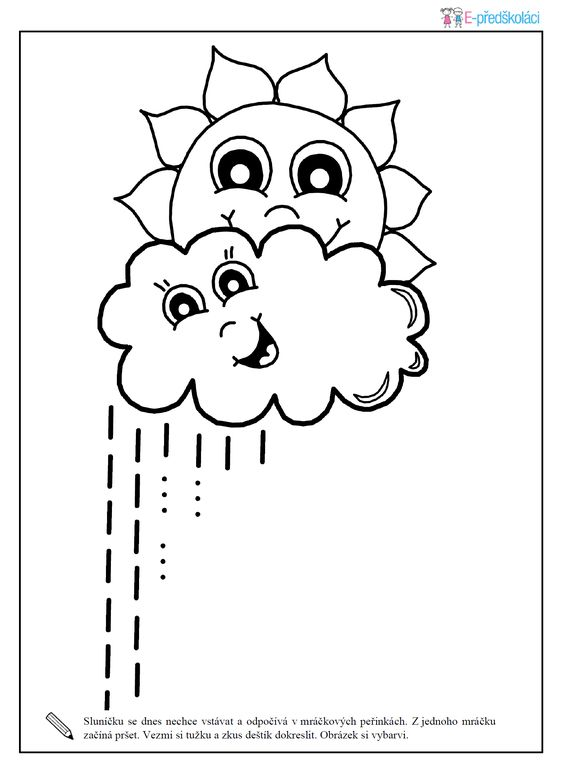 E-předškoláci
Sluníčku se dnes nechce vstávat a odpočívá v mráčkových peřinkách. Z jednoho mráčku
začíná pršet. Vezmi si tužku a zkus deštík dokreslit. Obrázek si vybarvi.